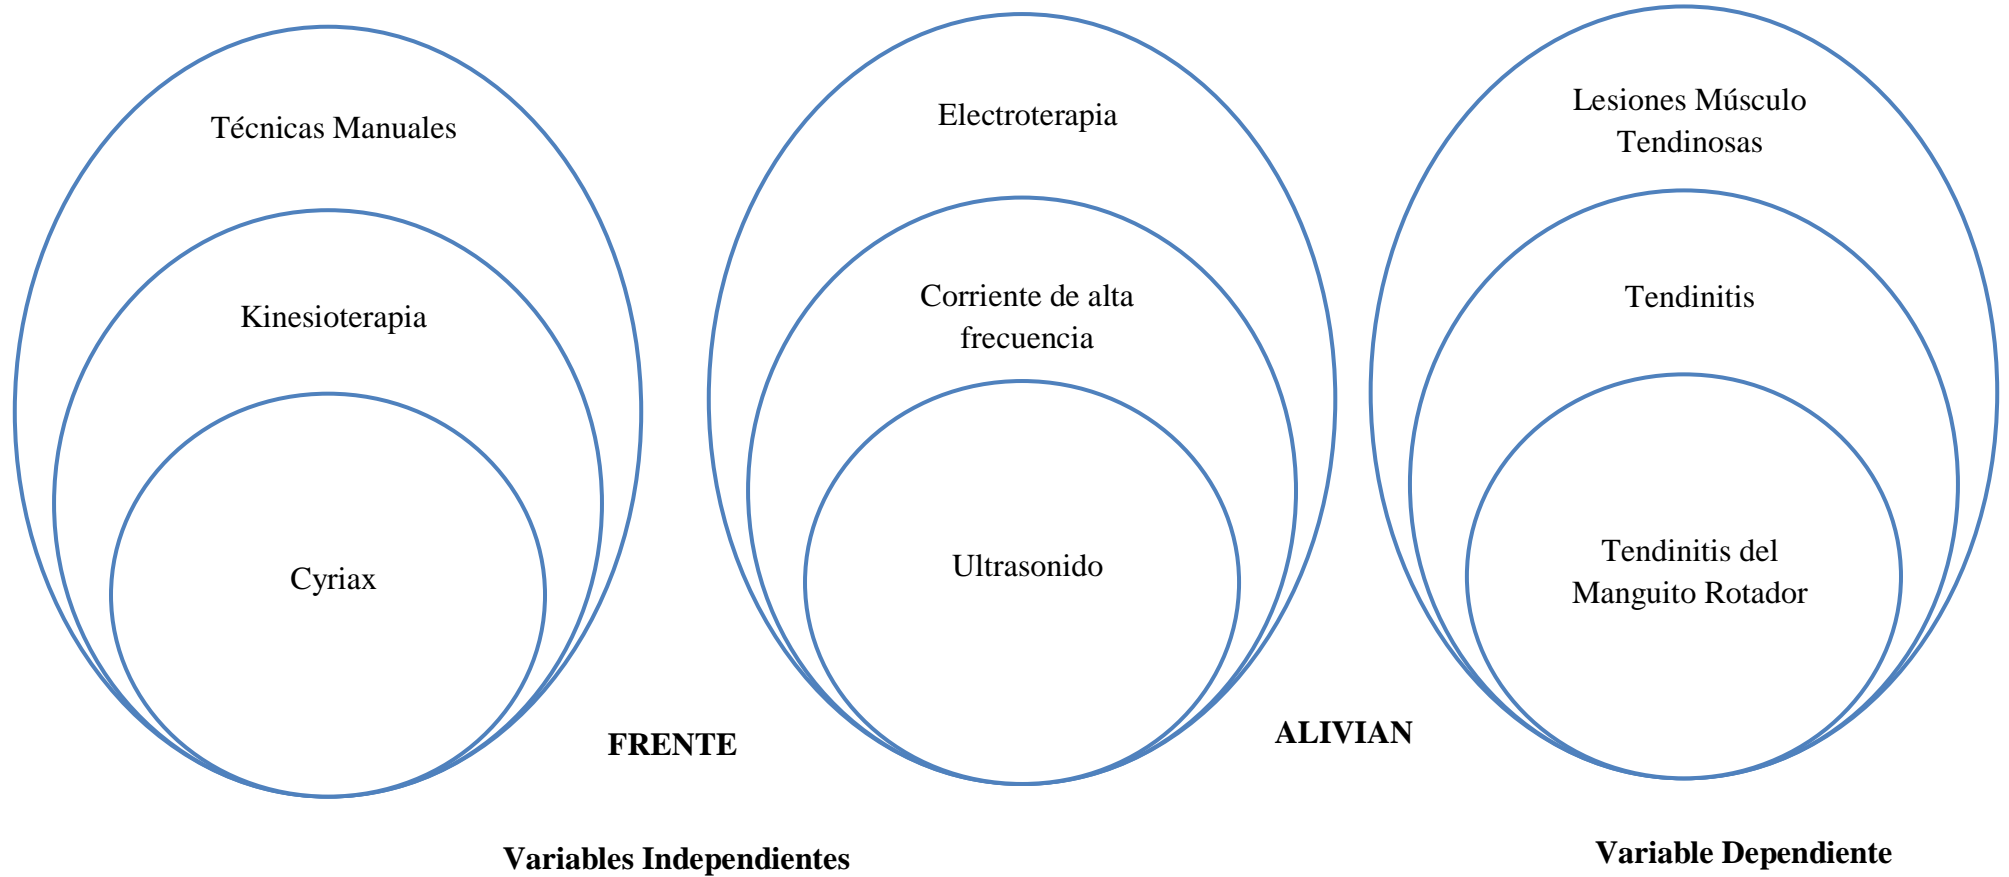 Técnicas Manuales
Kinesioterapia
Cyriax
FRENTE
Electroterapia
Corriente de alta
frecuencia
Ultrasonido
ALIVIAN
Lesiones Músculo
Tendinosas
Tendinitis
Tendinitis del
Manguito Rotador
Variables Independientes
Variable Dependiente